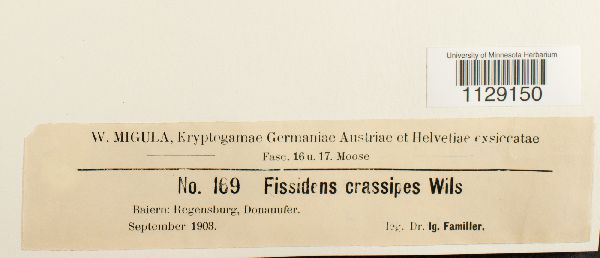 University of Minnesota Herbarium
1129150
W. MIGULA, Kryptogamae Germaniae Austriae et Helvetiae exsiccatae
Fasc. 16 u. 17. Moose
No. 169 Fissidens crassipes Wils
Baiern: Regensburg, Donauufer.
September 1903. leg. Dr. Ig. Familler.